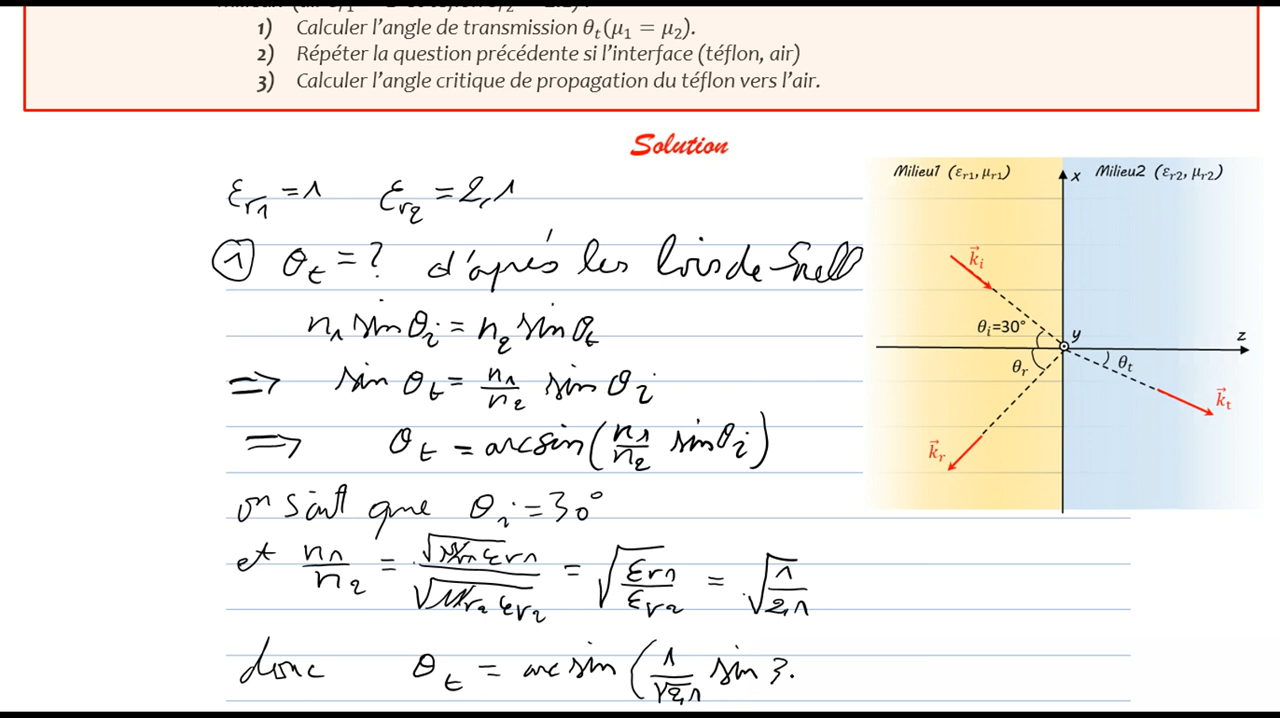 1) Calculer l'angle de transmission θt(μ1 = μ2).
2) Répéter la question précédente si l'interface (téflon, air)
3) Calculer l'angle critique de propagation du téflon vers l'air.
Solution
εr1 = 1 εr2 = 2,1
① θt = ? d'aprés les lois de Snell
n1 sin θi = n2 sin θt
=> sin θt = n1/n2 sin θi
=> θt = arcsin(n1/n2 sin θi)
on sait que θi = 30°
et n1/n2 = √(μr1 εr1)/√(μr2 εr2) = √(εr1/εr2) = √(1/2,1)
donc θt = arcsin (1/√2,1 sin 3.
Milieu1 (εr1, μr1)
x
Milieu2 (εr2, μr2)
k⃗i
θi=30°
y
z
θr
θt
k⃗t
k⃗r